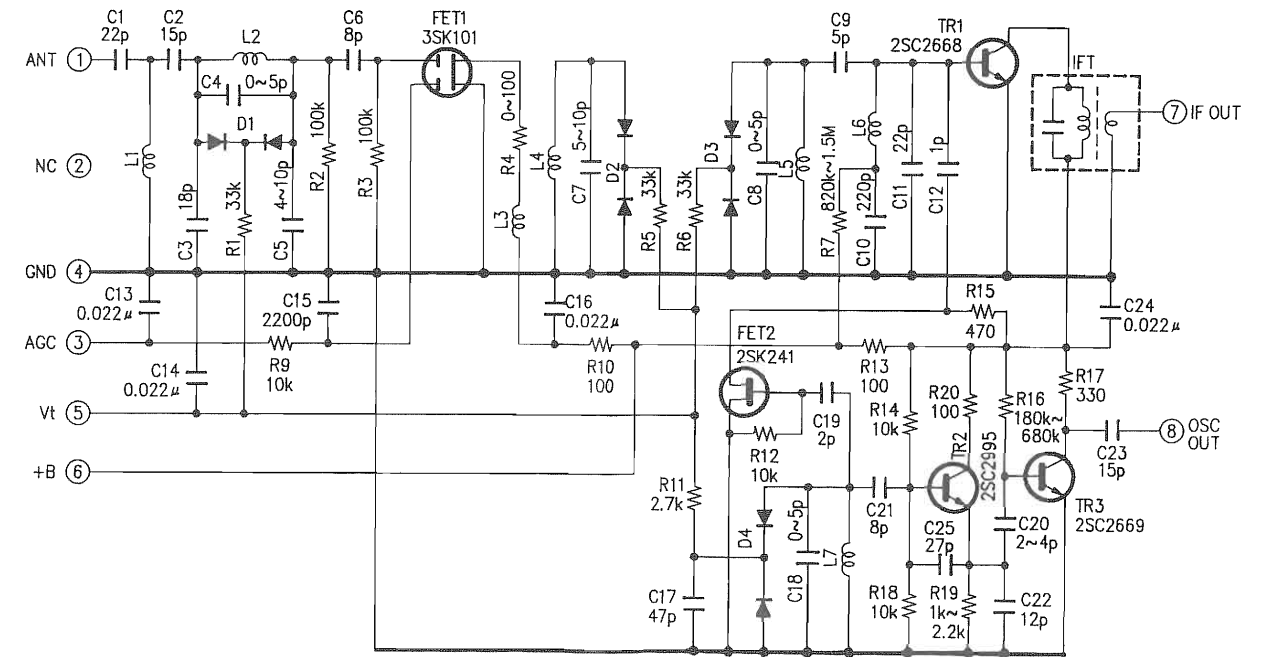 C1
22p
C2
15p
L2
C6
8p
FET1
3SK101
C9
5p
TR1
2SC2668
ANT 1
C4
0~5p
D1
0~100
R4
L3
L4
5~10p
C7
D2
33k
R5
33k
R6
D3
0~5p
C8
L5
820k~1.5M
R7
L6
220p
C10
22p
C11
1p
C12
IFT
7 IF OUT
NC 2
L1
18p
C3
33k
R1
4~10p
C5
100k
R2
100k
R3
GND 4
C13
0.022μ
C15
2200p
C16
0.022μ
R15
470
C24
0.022μ
AGC 3
R9
10k
C14
0.022μ
R10
100
FET2
2SK241
R13
100
Vt 5
C19
2p
R14
10k
R20
100
R16
180k~
680k
R17
330
8 OSC
OUT
C23
15p
+B 6
R12
10k
TR2
2SC2995
R11
2.7k
D4
0~5p
C18
L7
C21
8p
TR3
2SC2669
C25
27p
C20
2~4p
C17
47p
R18
10k
R19
1k~
2.2k
C22
12p